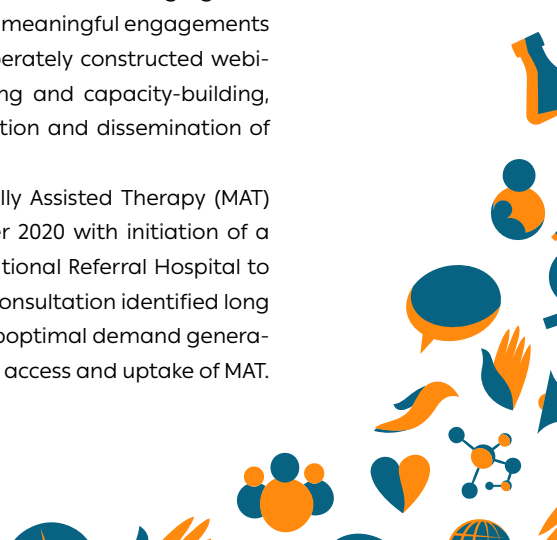 meaningful engagements
erately constructed webi-
ng and capacity-building,
tion and dissemination of
lly Assisted Therapy (MAT)
r 2020 with initiation of a
tional Referral Hospital to
onsultation identified long
boptimal demand genera-
access and uptake of MAT.